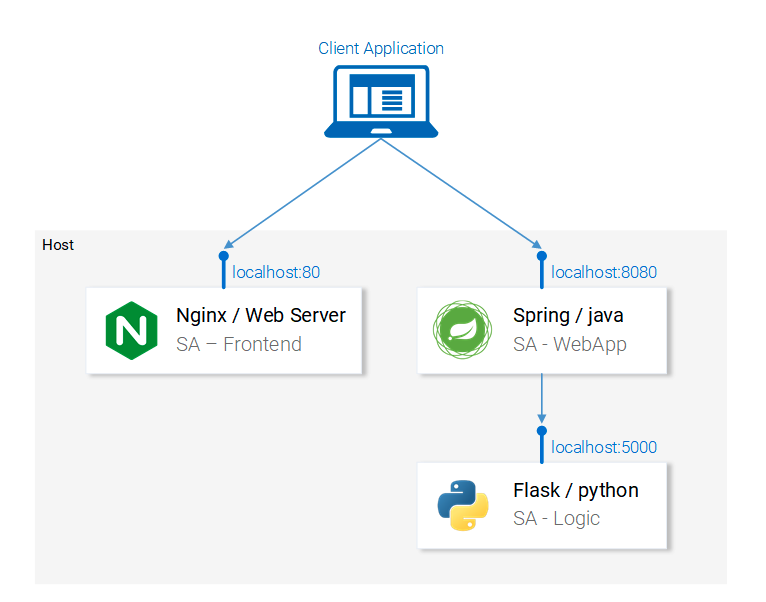 Client Application
Host
localhost:80
localhost:8080
Nginx / Web Server
SA – Frontend
Spring / java
SA - WebApp
localhost:5000
Flask / python
SA - Logic